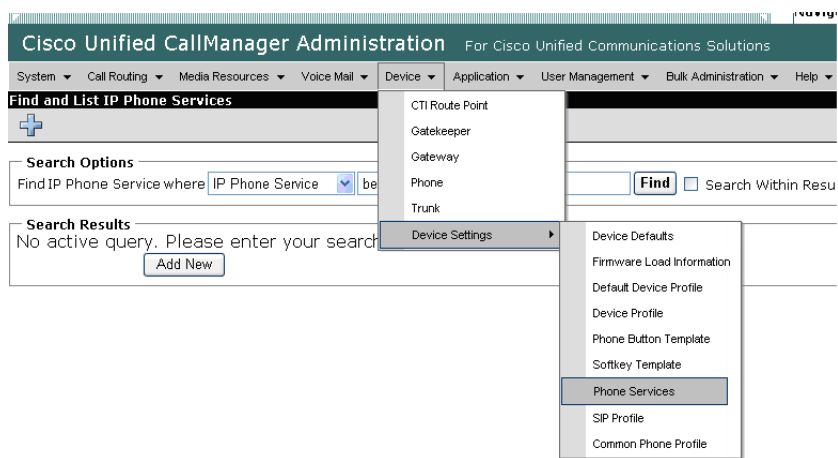 Cisco Unified CallManager Administration For Cisco Unified Communications Solutions
System Call Routing Media Resources Voice Mail Device Application User Management Bulk Administration Help
Find and List IP Phone Services
CTI Route Point
Gatekeeper
Gateway
Phone
Trunk
Device Settings
Search Options
Find IP Phone Service where IP Phone Service be Find Search Within Resu
Search Results
No active query. Please enter your search
Add New
Device Defaults
Firmware Load Information
Default Device Profile
Device Profile
Phone Button Template
Softkey Template
Phone Services
SIP Profile
Common Phone Profile